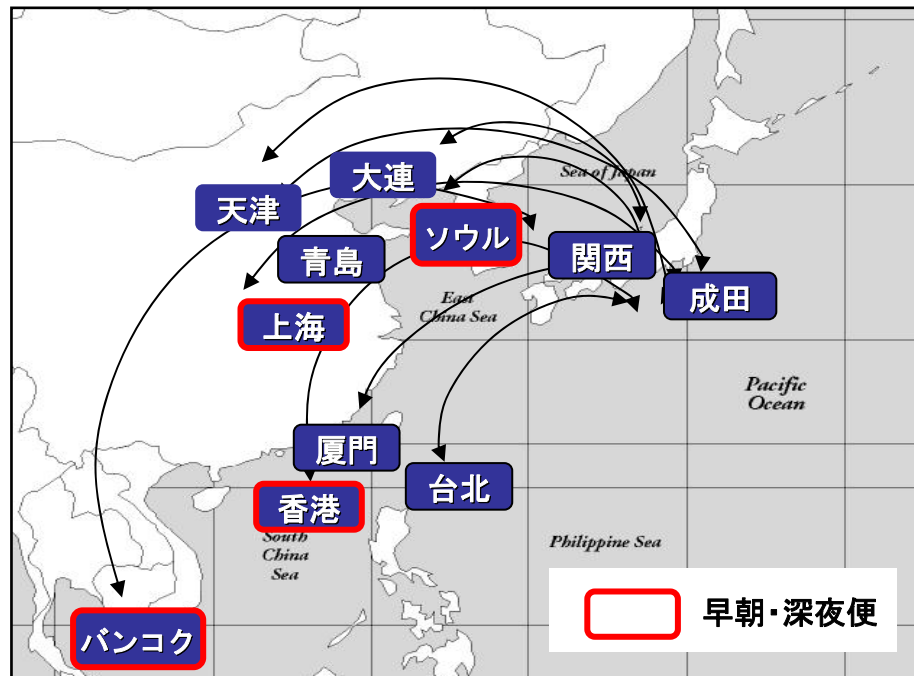 Sea of Japan
大連
天津
ソウル
青島
関西
成田
上海
East
China Sea
Pacific
Ocean
厦門
台北
香港
South
China
Sea
Philippine Sea
早朝・深夜便
バンコク